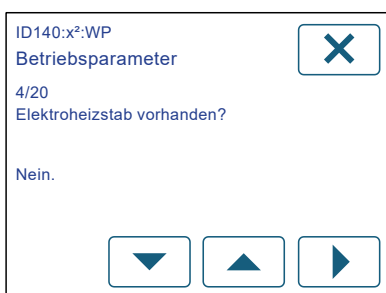 ID140:x²:WP
Betriebsparameter
4/20
Elektroheizstab vorhanden?
Nein.